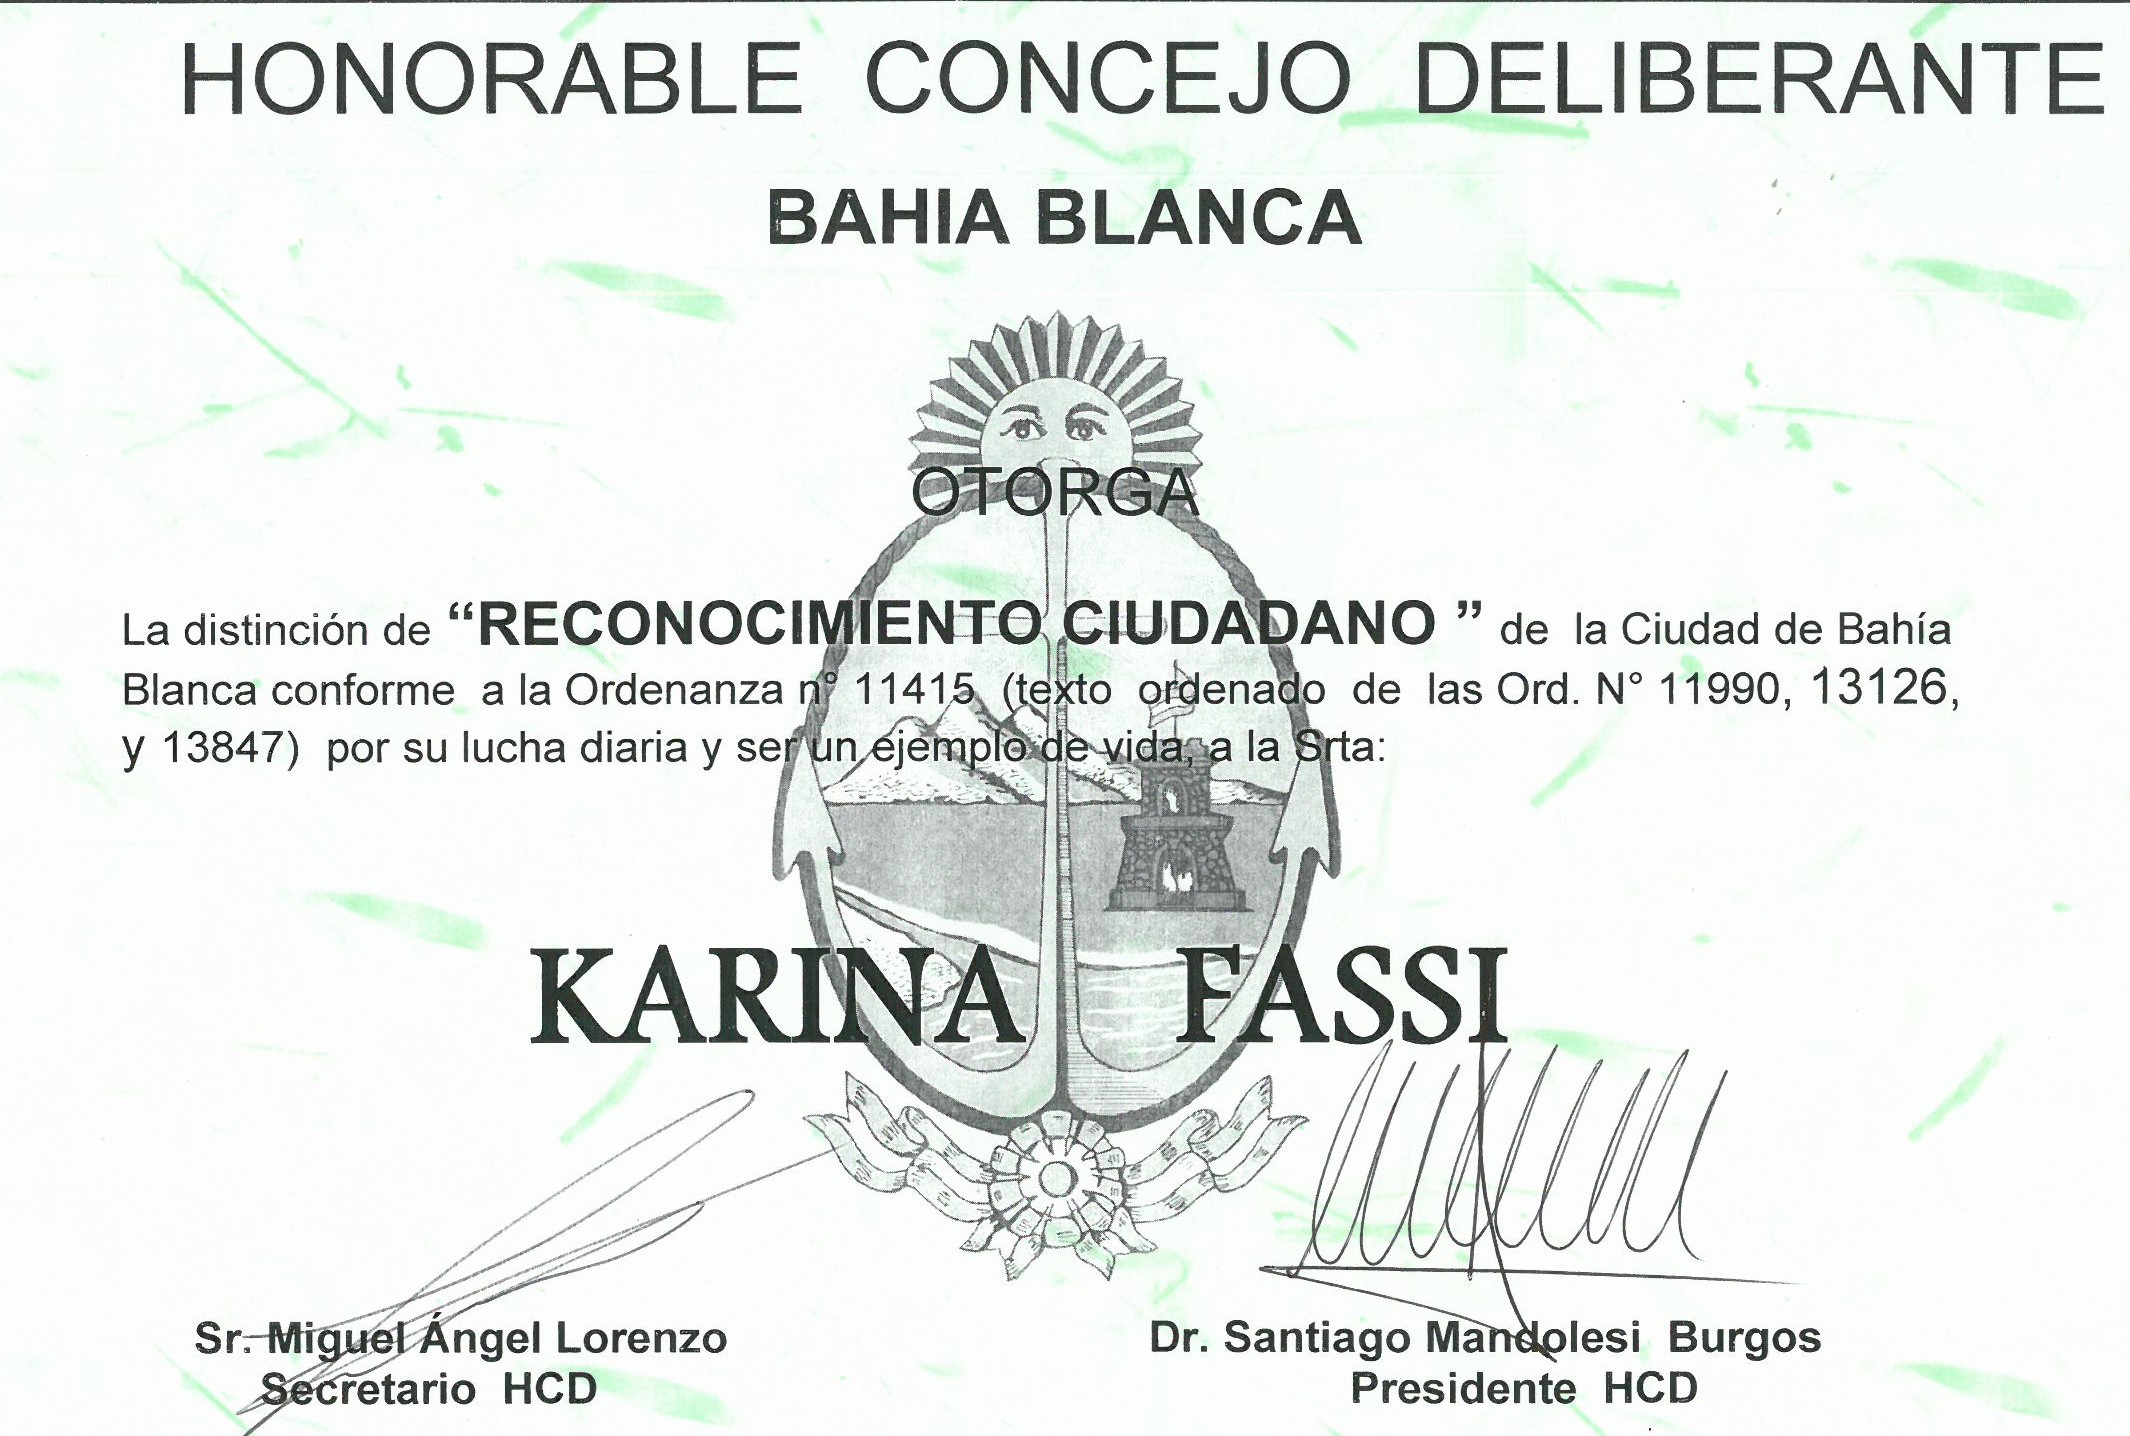 HONORABLE CONCEJO DELIBERANTE
BAHIA BLANCA
OTORGA
La distinción de “RECONOCIMIENTO CIUDADANO ” de la Ciudad de Bahía
Blanca conforme a la Ordenanza n° 11415 (texto ordenado de las Ord. N° 11990, 13126,
y 13847) por su lucha diaria y ser un ejemplo de vida, a la Srta:
KARINA FASSI
Sr. Miguel Ángel Lorenzo
Secretario HCD
Dr. Santiago Mandolesi Burgos
Presidente HCD